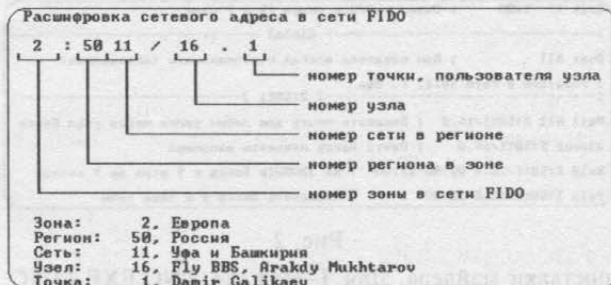 Расшифровка сетевого адреса в сети FIDO
2 : 50 11 / 16 . 1
номер точки, пользователя узла
номер узла
номер сети в регионе
номер региона в зоне
номер зоны в сети FIDO
Зона: 2, Европа
Регион: 50, Россия
Сеть: 11, Уфа и Башкирия
Узел: 16, Fly BBS, Arakdy Mukhtarov
Точка: 1, Damir Galikaev